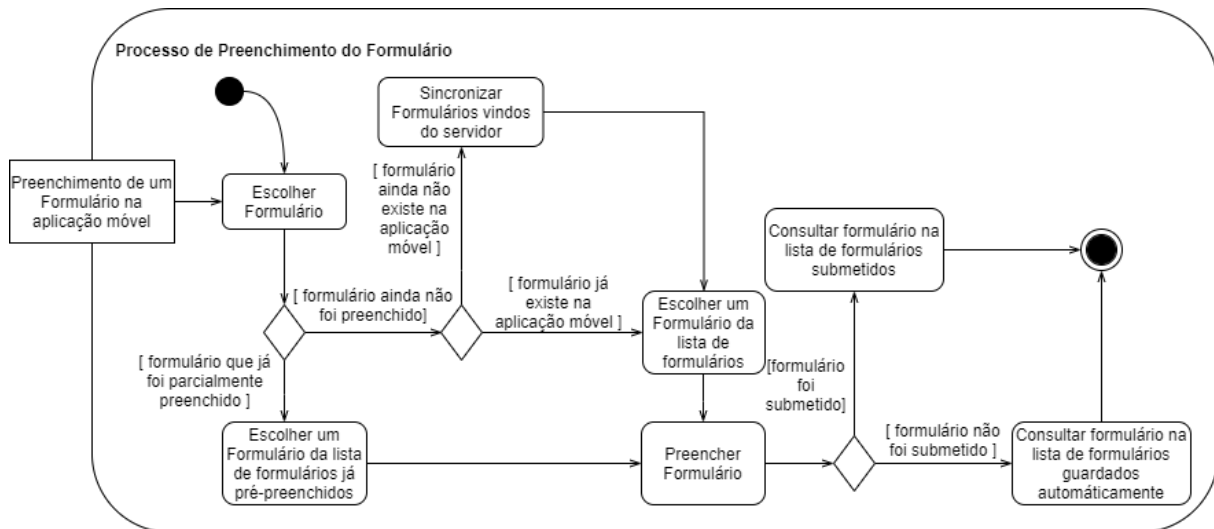 Processo de Preenchimento do Formulário
Sincronizar
Formulários vindos
do servidor
Preenchimento de um
Formulário na
aplicação móvel
Escolher
Formulário
[ formulário
ainda não
existe na
aplicação
móvel ]
Consultar formulário na
lista de formulários
submetidos
[ formulário ainda não
foi preenchido]
[ formulário já
existe na
aplicação móvel ]
Escolher um
Formulário da
lista de
formulários
[ formulário que já
foi parcialmente
preenchido ]
[formulário
foi
submetido]
Escolher um
Formulário da lista
de formulários já
pré-preenchidos
Preencher
Formulário
[ formulário não
foi submetido ]
Consultar formulário na
lista de formulários
guardados
automáticamente